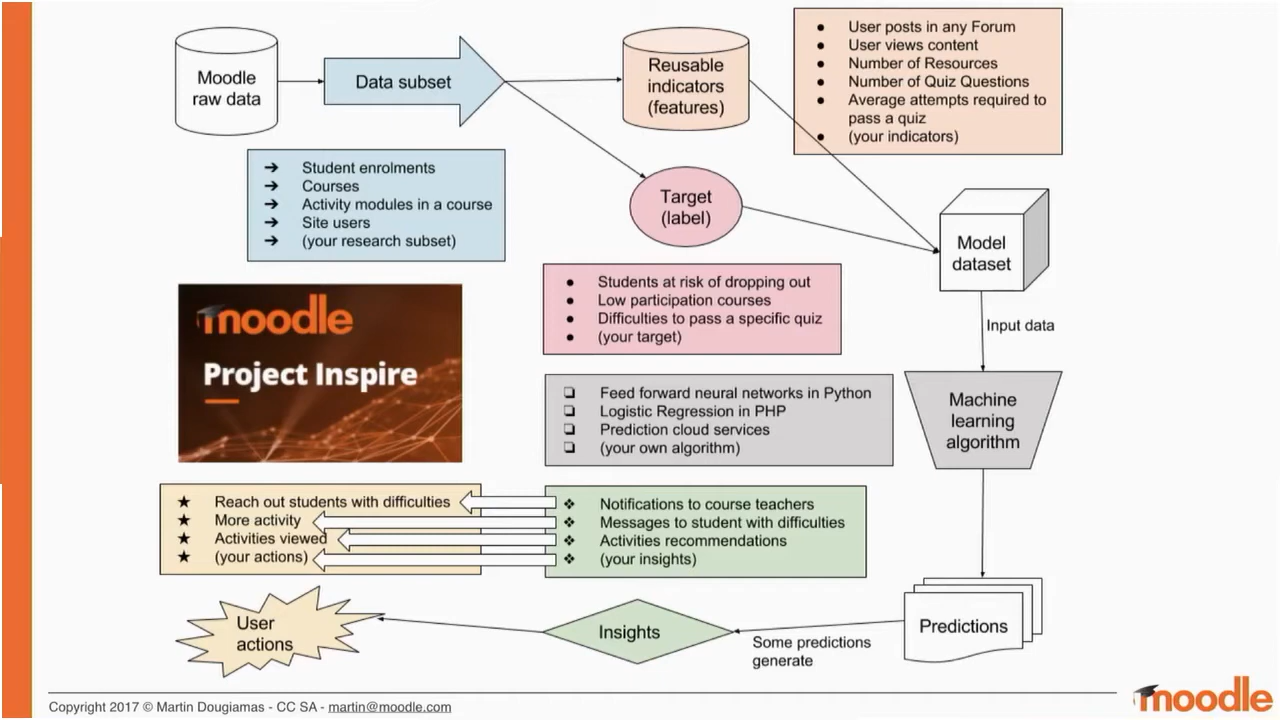 Moodle
raw data
Data subset
Reusable
indicators
(features)
● User posts in any Forum
● User views content
● Number of Resources
● Number of Quiz Questions
● Average attempts required to
pass a quiz
● (your indicators)
➔ Student enrolments
➔ Courses
➔ Activity modules in a course
➔ Site users
➔ (your research subset)
Target
(label)
Model
dataset
● Students at risk of dropping out
● Low participation courses
● Difficulties to pass a specific quiz
● (your target)
Input data
moodle
Project Inspire
❏ Feed forward neural networks in Python
❏ Logistic Regression in PHP
❏ Prediction cloud services
❏ (your own algorithm)
Machine
learning
algorithm
★ Reach out students with difficulties
★ More activity
★ Activities viewed
★ (your actions)
❖ Notifications to course teachers
❖ Messages to student with difficulties
❖ Activities recommendations
❖ (your insights)
User
actions
Insights
Some predictions
generate
Predictions
Copyright 2017 © Martin Dougiamas - CC SA - martin@moodle.com
moodle